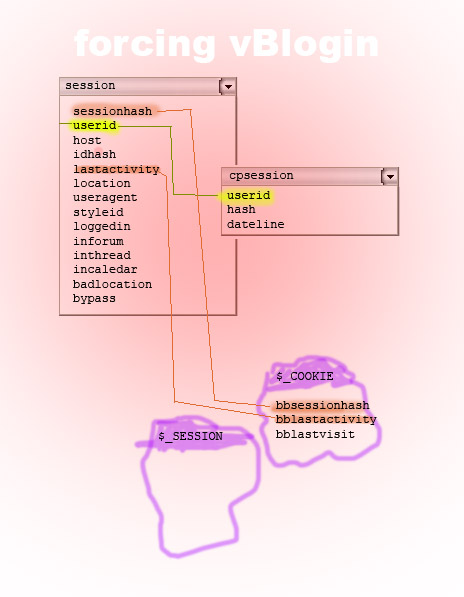 forcing vBlogin
session
sessionhash
userid
host
idhash
lastactivity
location
useragent
styleid
loggedin
inforum
inthread
incaledar
badlocation
bypass
cpsession
userid
hash
dateline
$_COOKIE
bbsessionhash
bblastactivity
bblastvisit
$_SESSION